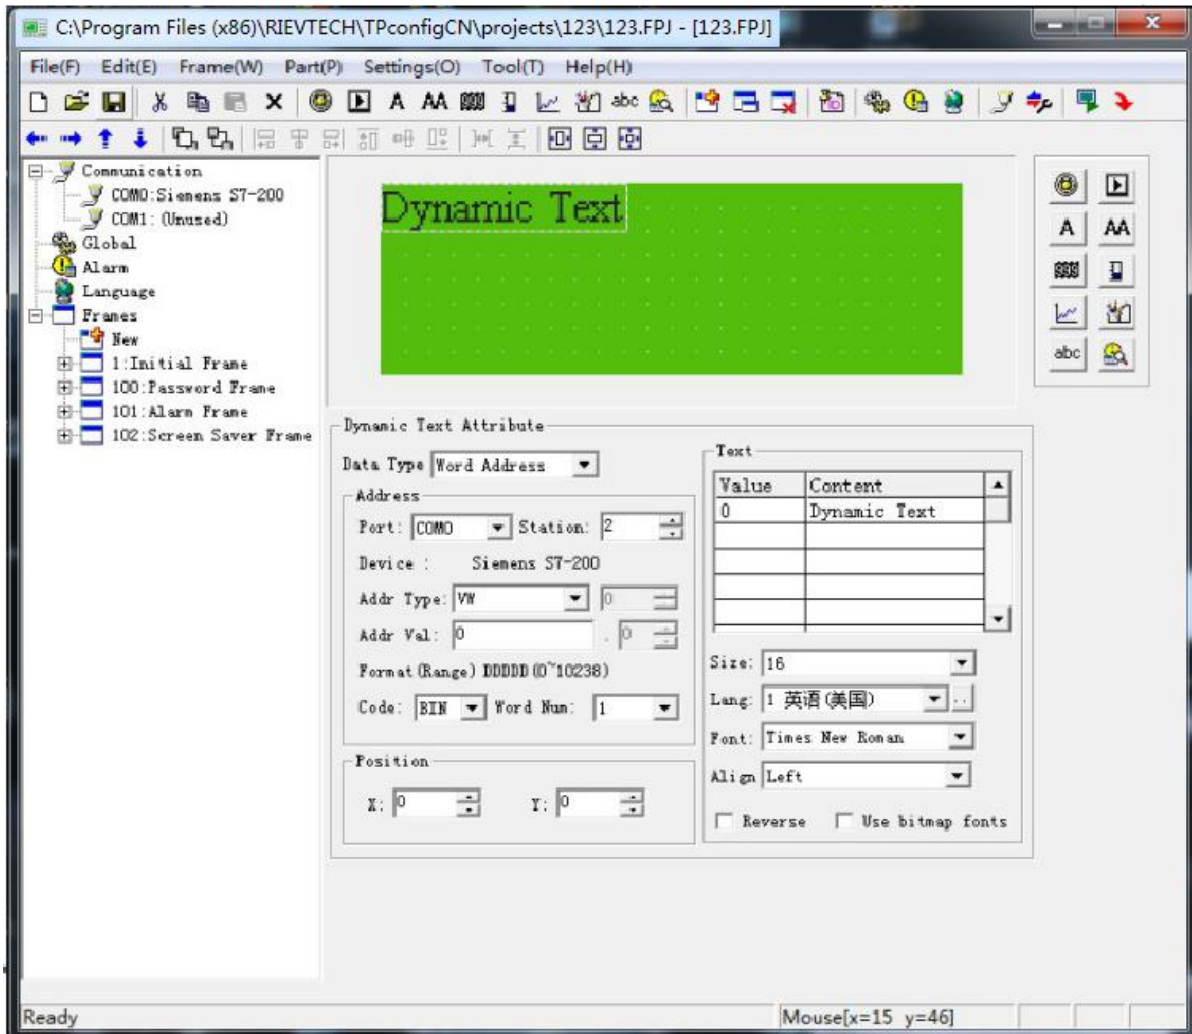 C:\Program Files (x86)\RIEVTECH\TPconfigCN\projects\123\123.FPJ - [123.FPJ]
File(F) Edit(E) Frame(W) Part(P) Settings(O) Tool(T) Help(H)
A AA abc
Communication
COM0:Siemens S7-200
COM1: (Unused)
Global
Alarm
Language
Frames
New
1:Initial Frame
100:Password Frame
101:Alarm Frame
102:Screen Saver Frame
Dynamic Text
A AA
abc
Dynamic Text Attribute
Data Type Word Address
Address
Port: COM0 Station: 2
Device : Siemens S7-200
Addr Type: VW 0
Addr Val: 0 . 0
Format(Range) DDDDD(0~10238)
Code: BIN Word Num: 1
Position
X: 0 Y: 0
Text
Value Content
0 Dynamic Text
Size: 16
Lang: 1 英语(美国) ..
Font: Times New Roman
Align Left
Reverse Use bitmap fonts
Ready Mouse[x=15 y=46]